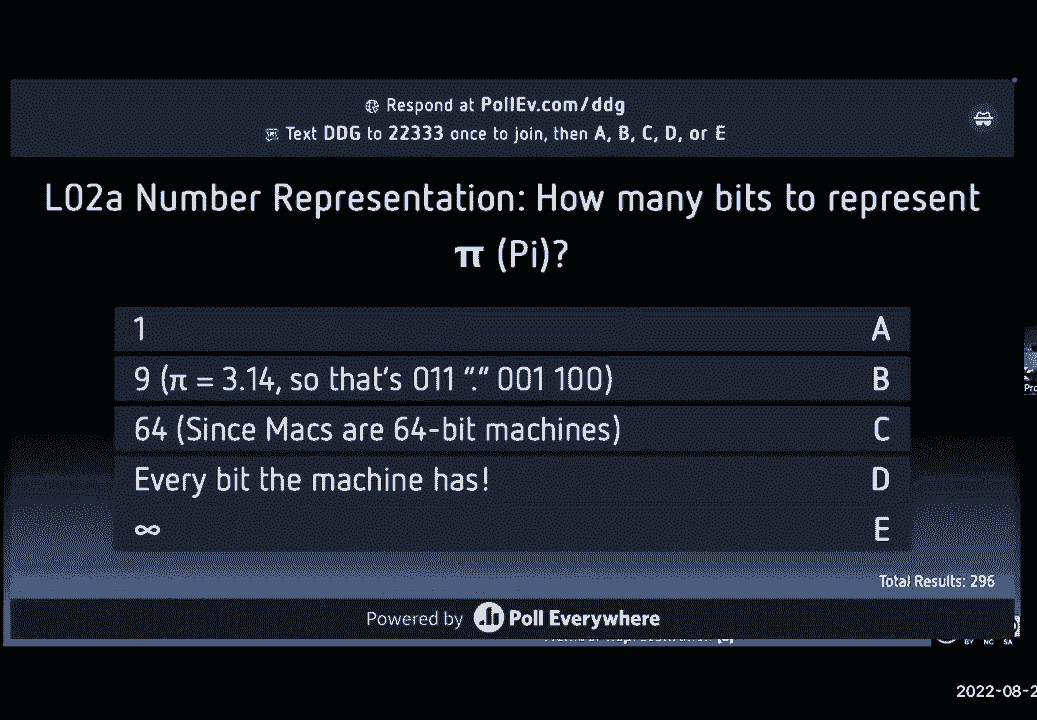 Respond at PollEv.com/ddg
Text DDG to 22333 once to join, then A, B, C, D, or E
L02a Number Representation: How many bits to represent
π (Pi)?
1 A
9 (π = 3.14, so that's 011 "." 001 100) B
64 (Since Macs are 64-bit machines) C
Every bit the machine has! D
∞ E
Total Results: 296
Powered by Poll Everywhere
BY NC SA
2022-08-2